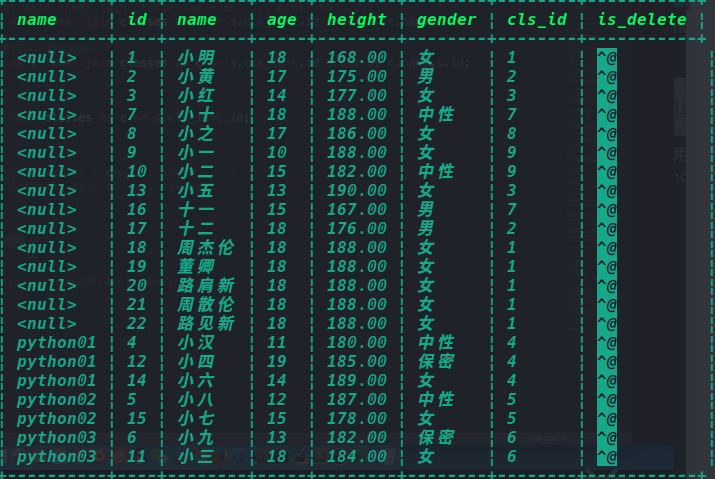 name id name age height gender cls_id is_delete
<null> 1 小明 18 168.00 女 1 ^@
<null> 2 小黄 17 175.00 男 2 ^@
<null> 3 小红 14 177.00 女 3 ^@
<null> 7 小十 18 188.00 中性 7 ^@
<null> 8 小之 17 186.00 女 8 ^@
<null> 9 小一 10 188.00 女 9 ^@
<null> 10 小二 15 182.00 中性 9 ^@
<null> 13 小五 13 190.00 女 3 ^@
<null> 16 十一 15 167.00 男 7 ^@
<null> 17 十二 18 176.00 男 2 ^@
<null> 18 周杰伦 18 188.00 女 1 ^@
<null> 19 董卿 18 188.00 女 1 ^@
<null> 20 路肩新 18 188.00 女 1 ^@
<null> 21 周散伦 18 188.00 女 1 ^@
<null> 22 路见新 18 188.00 女 1 ^@
python01 4 小汉 11 180.00 中性 4 ^@
python01 12 小四 19 185.00 保密 4 ^@
python01 14 小六 14 189.00 女 4 ^@
python02 5 小八 12 187.00 中性 5 ^@
python02 15 小七 15 178.00 女 5 ^@
python03 6 小九 13 182.00 保密 6 ^@
python03 11 小三 18 184.00 女 6 ^@